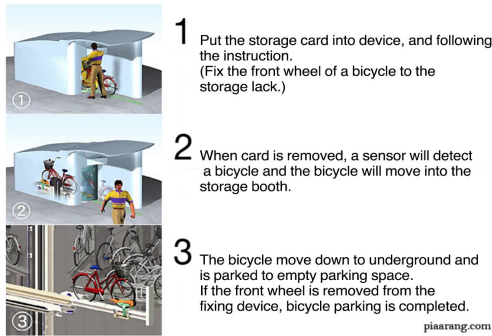 1
Put the storage card into device, and following
the instruction.
(Fix the front wheel of a bicycle to the
storage lack.)
①
2
When card is removed, a sensor will detect
a bicycle and the bicycle will move into the
storage booth.
②
3
The bicycle move down to underground and
is parked to empty parking space.
If the front wheel is removed from the
fixing device, bicycle parking is completed.
③
piaarang.com